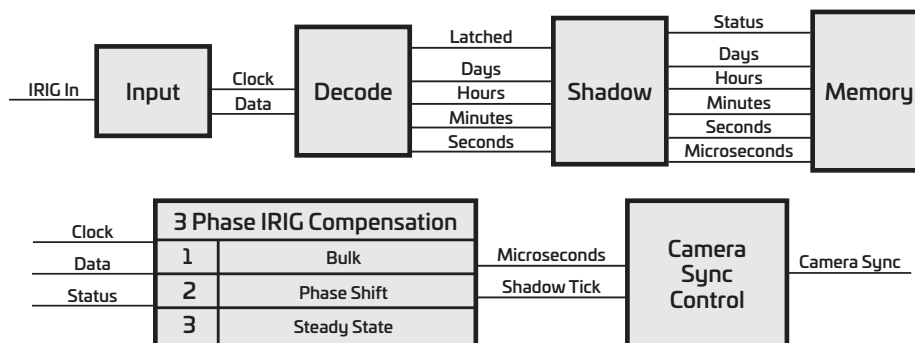 IRIG In
Input
Clock
Data
Decode
Latched
Days
Hours
Minutes
Seconds
Shadow
Status
Days
Hours
Minutes
Seconds
Microseconds
Memory
Clock
Data
Status
3 Phase IRIG Compensation
1 Bulk
2 Phase Shift
3 Steady State
Microseconds
Shadow Tick
Camera
Sync
Control
Camera Sync